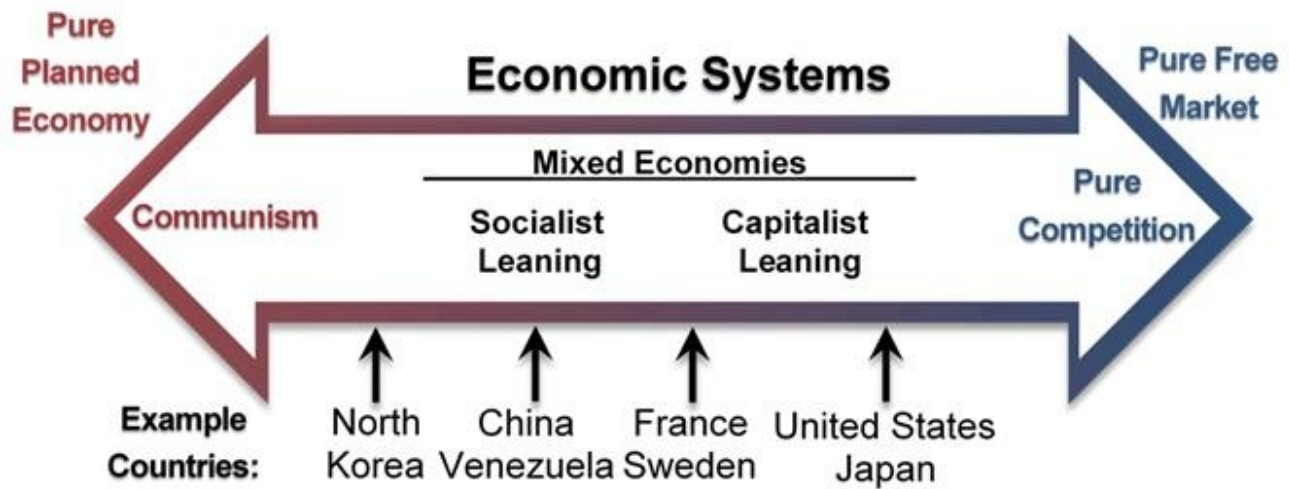 Pure
Planned
Economy
Economic Systems
Pure Free
Market
Mixed Economies
Communism
Socialist
Leaning
Capitalist
Leaning
Pure
Competition
Example
Countries:
North
Korea
China
Venezuela
France
Sweden
United States
Japan